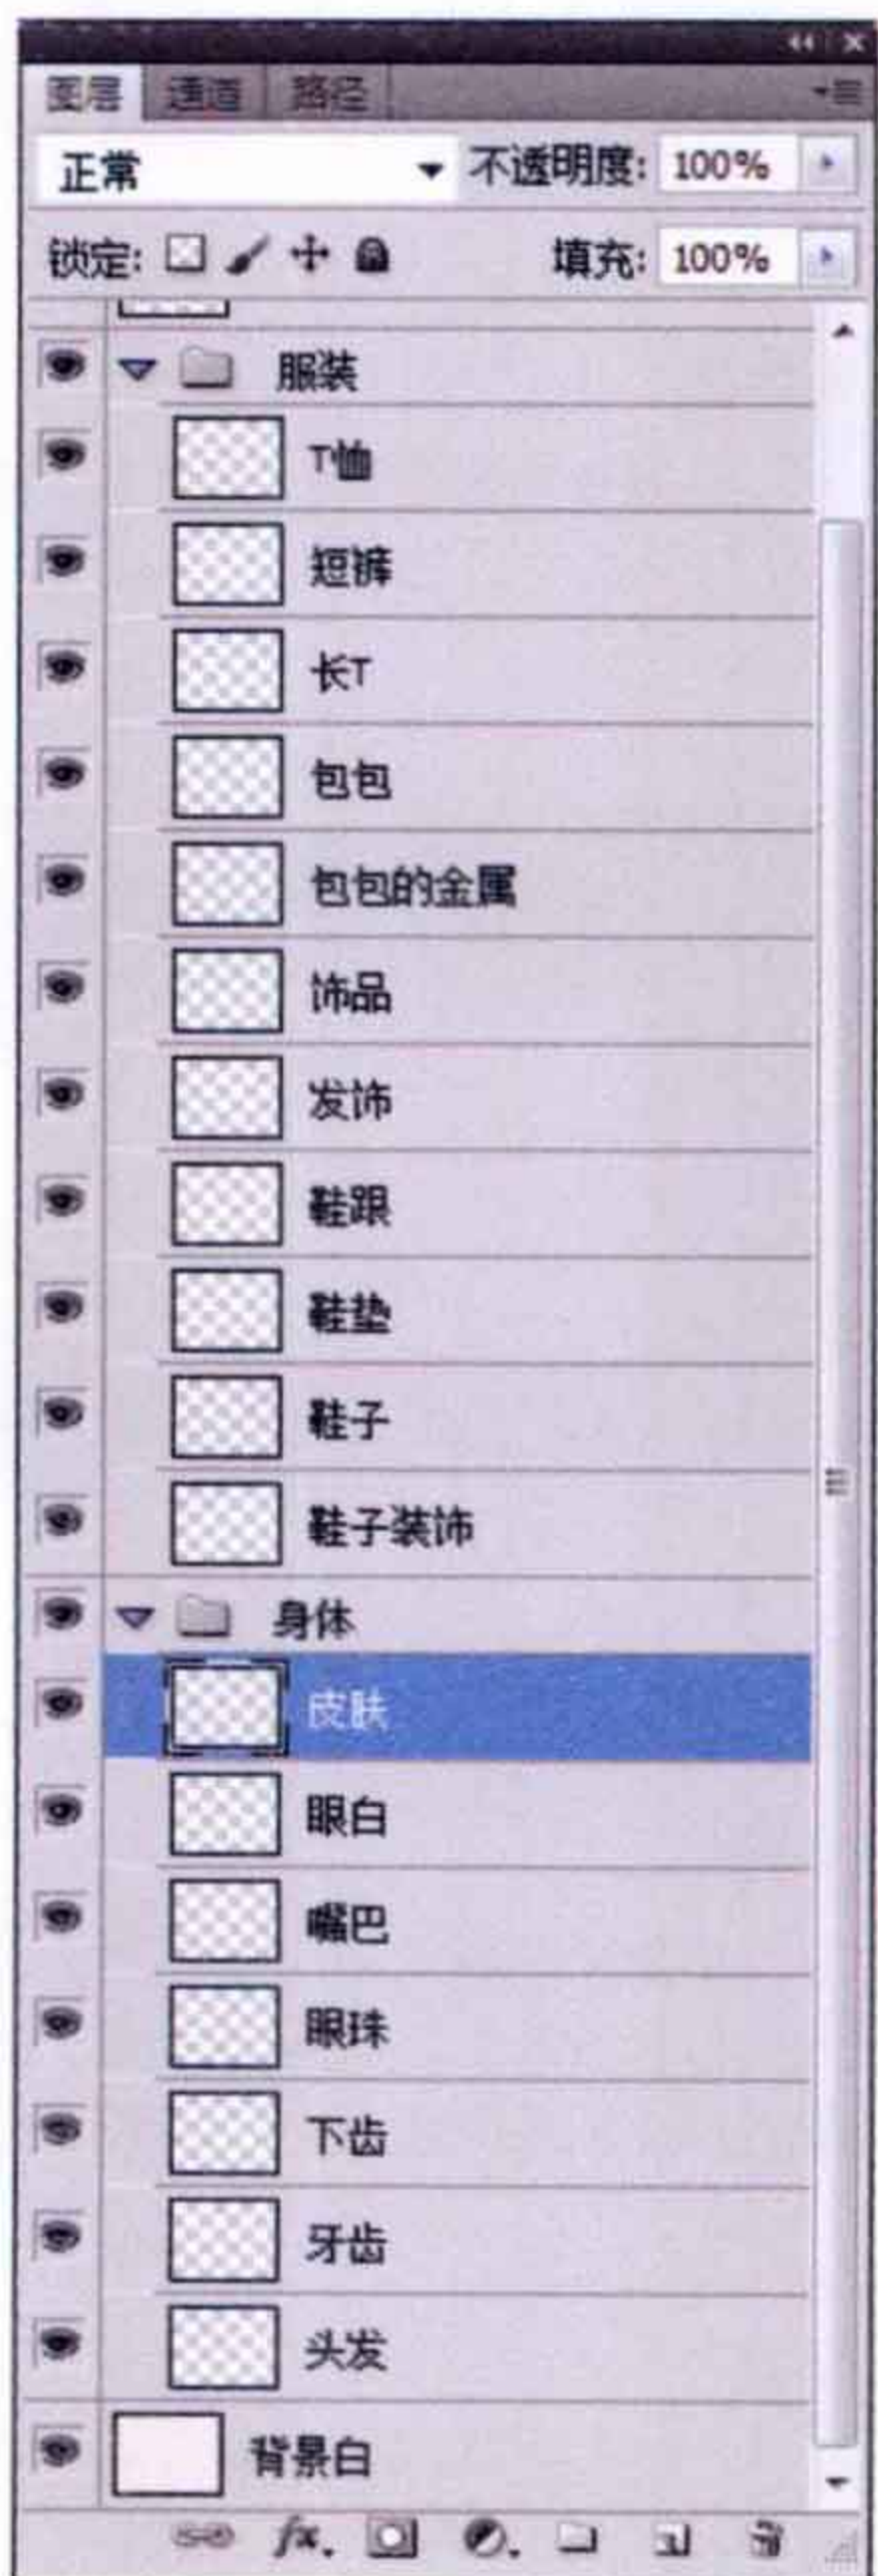 图层 通道 路径
正常 不透明度: 100%
锁定: 填充: 100%
服装
T恤
短裤
长T
包包
包包的金属
饰品
发饰
鞋跟
鞋垫
鞋子
鞋子装饰
身体
皮肤
眼白
嘴巴
眼珠
下齿
牙齿
头发
背景白
fx.